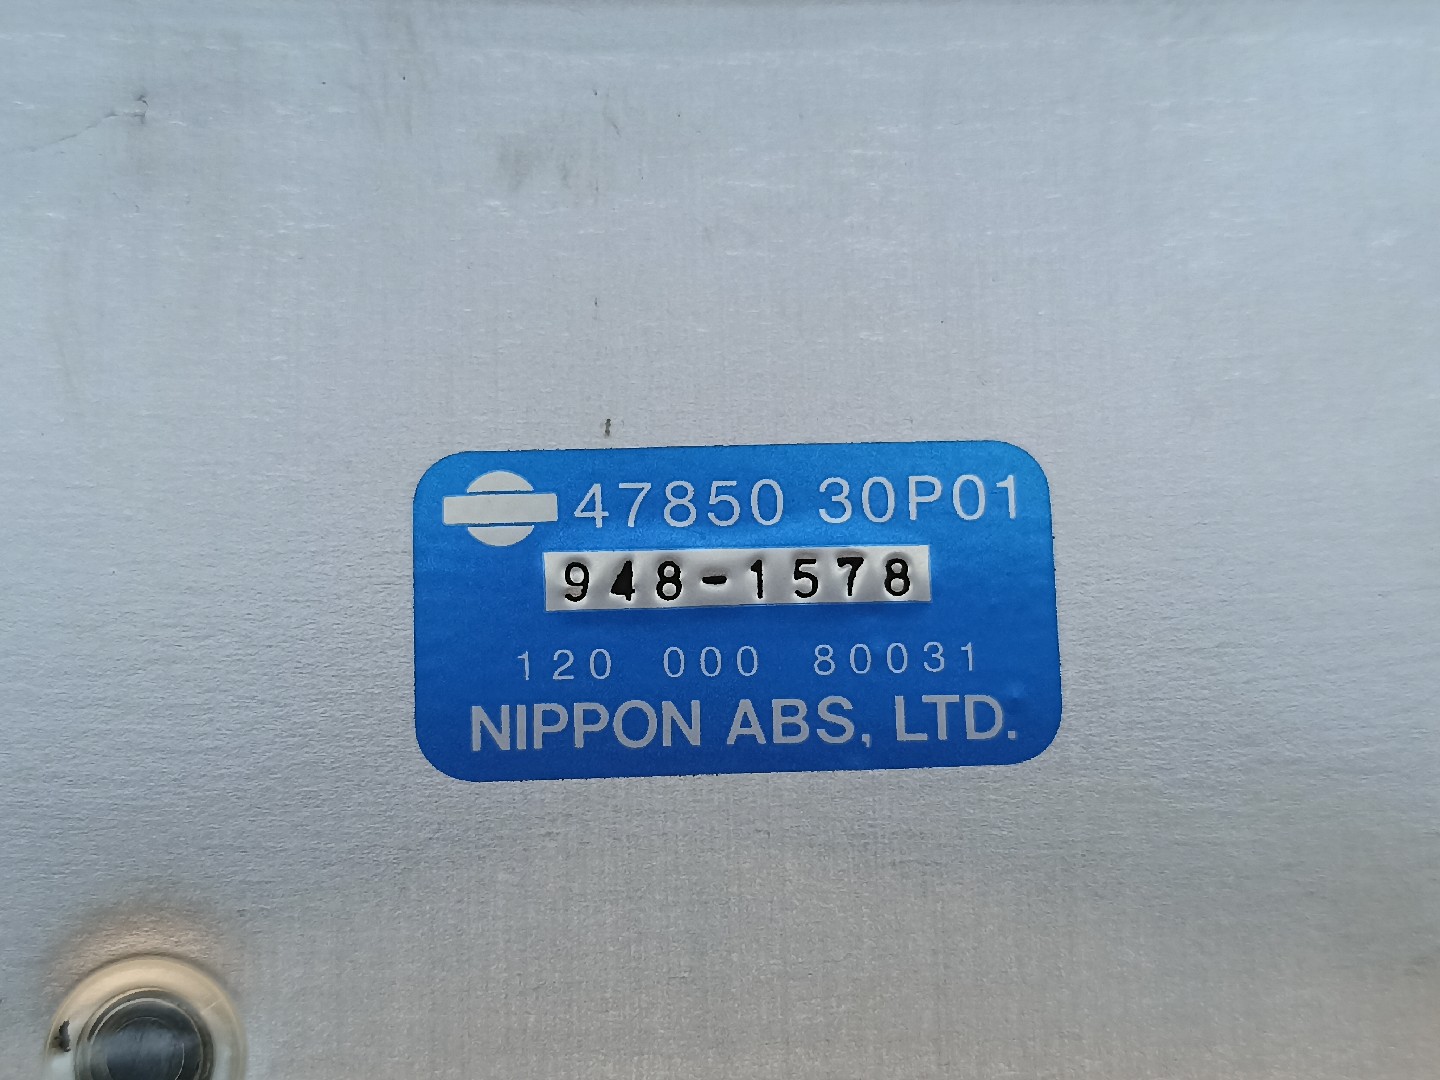 47850 30P01
948-1578
120 000 80031
NIPPON ABS, LTD.